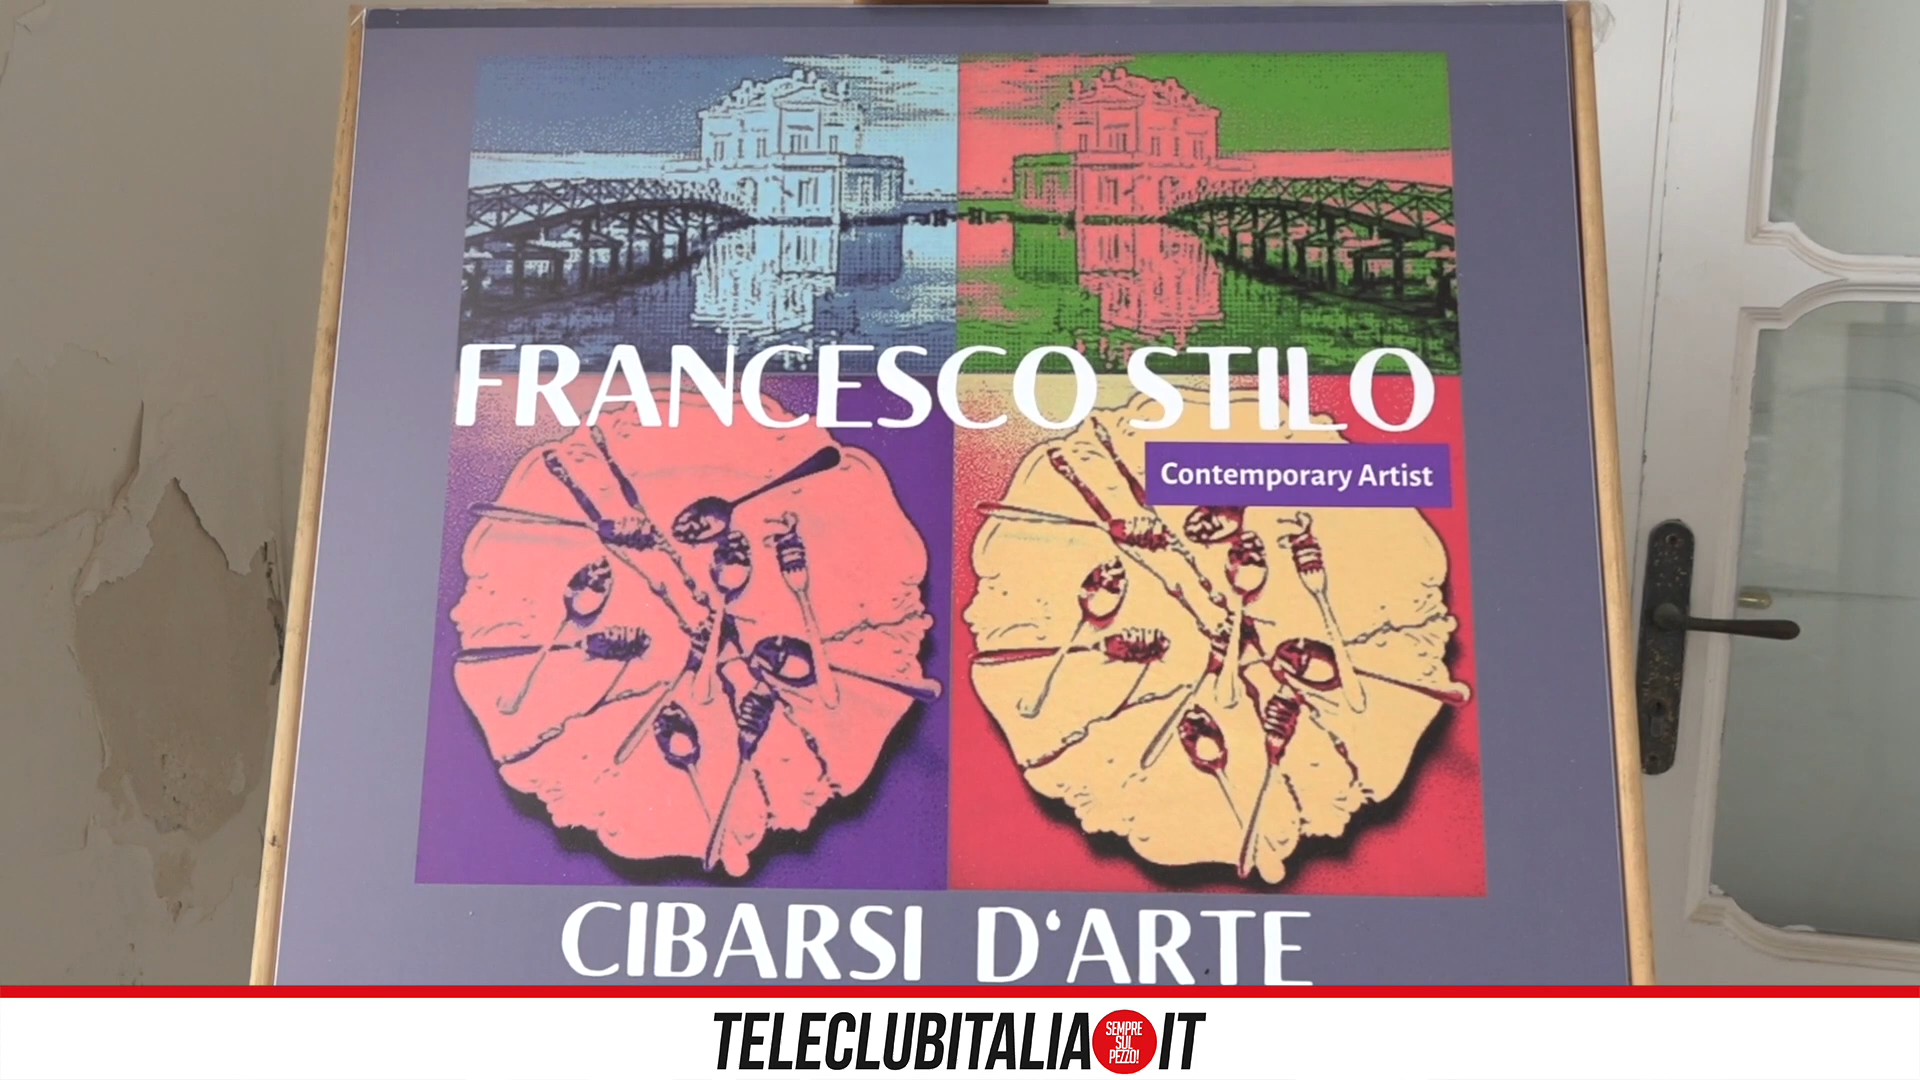 FRANCESCO STILO
Contemporary Artist
CIBARSI D‘ARTE
TELECLUBITALIA IT
SEMPRE
SUL
PEZZO!